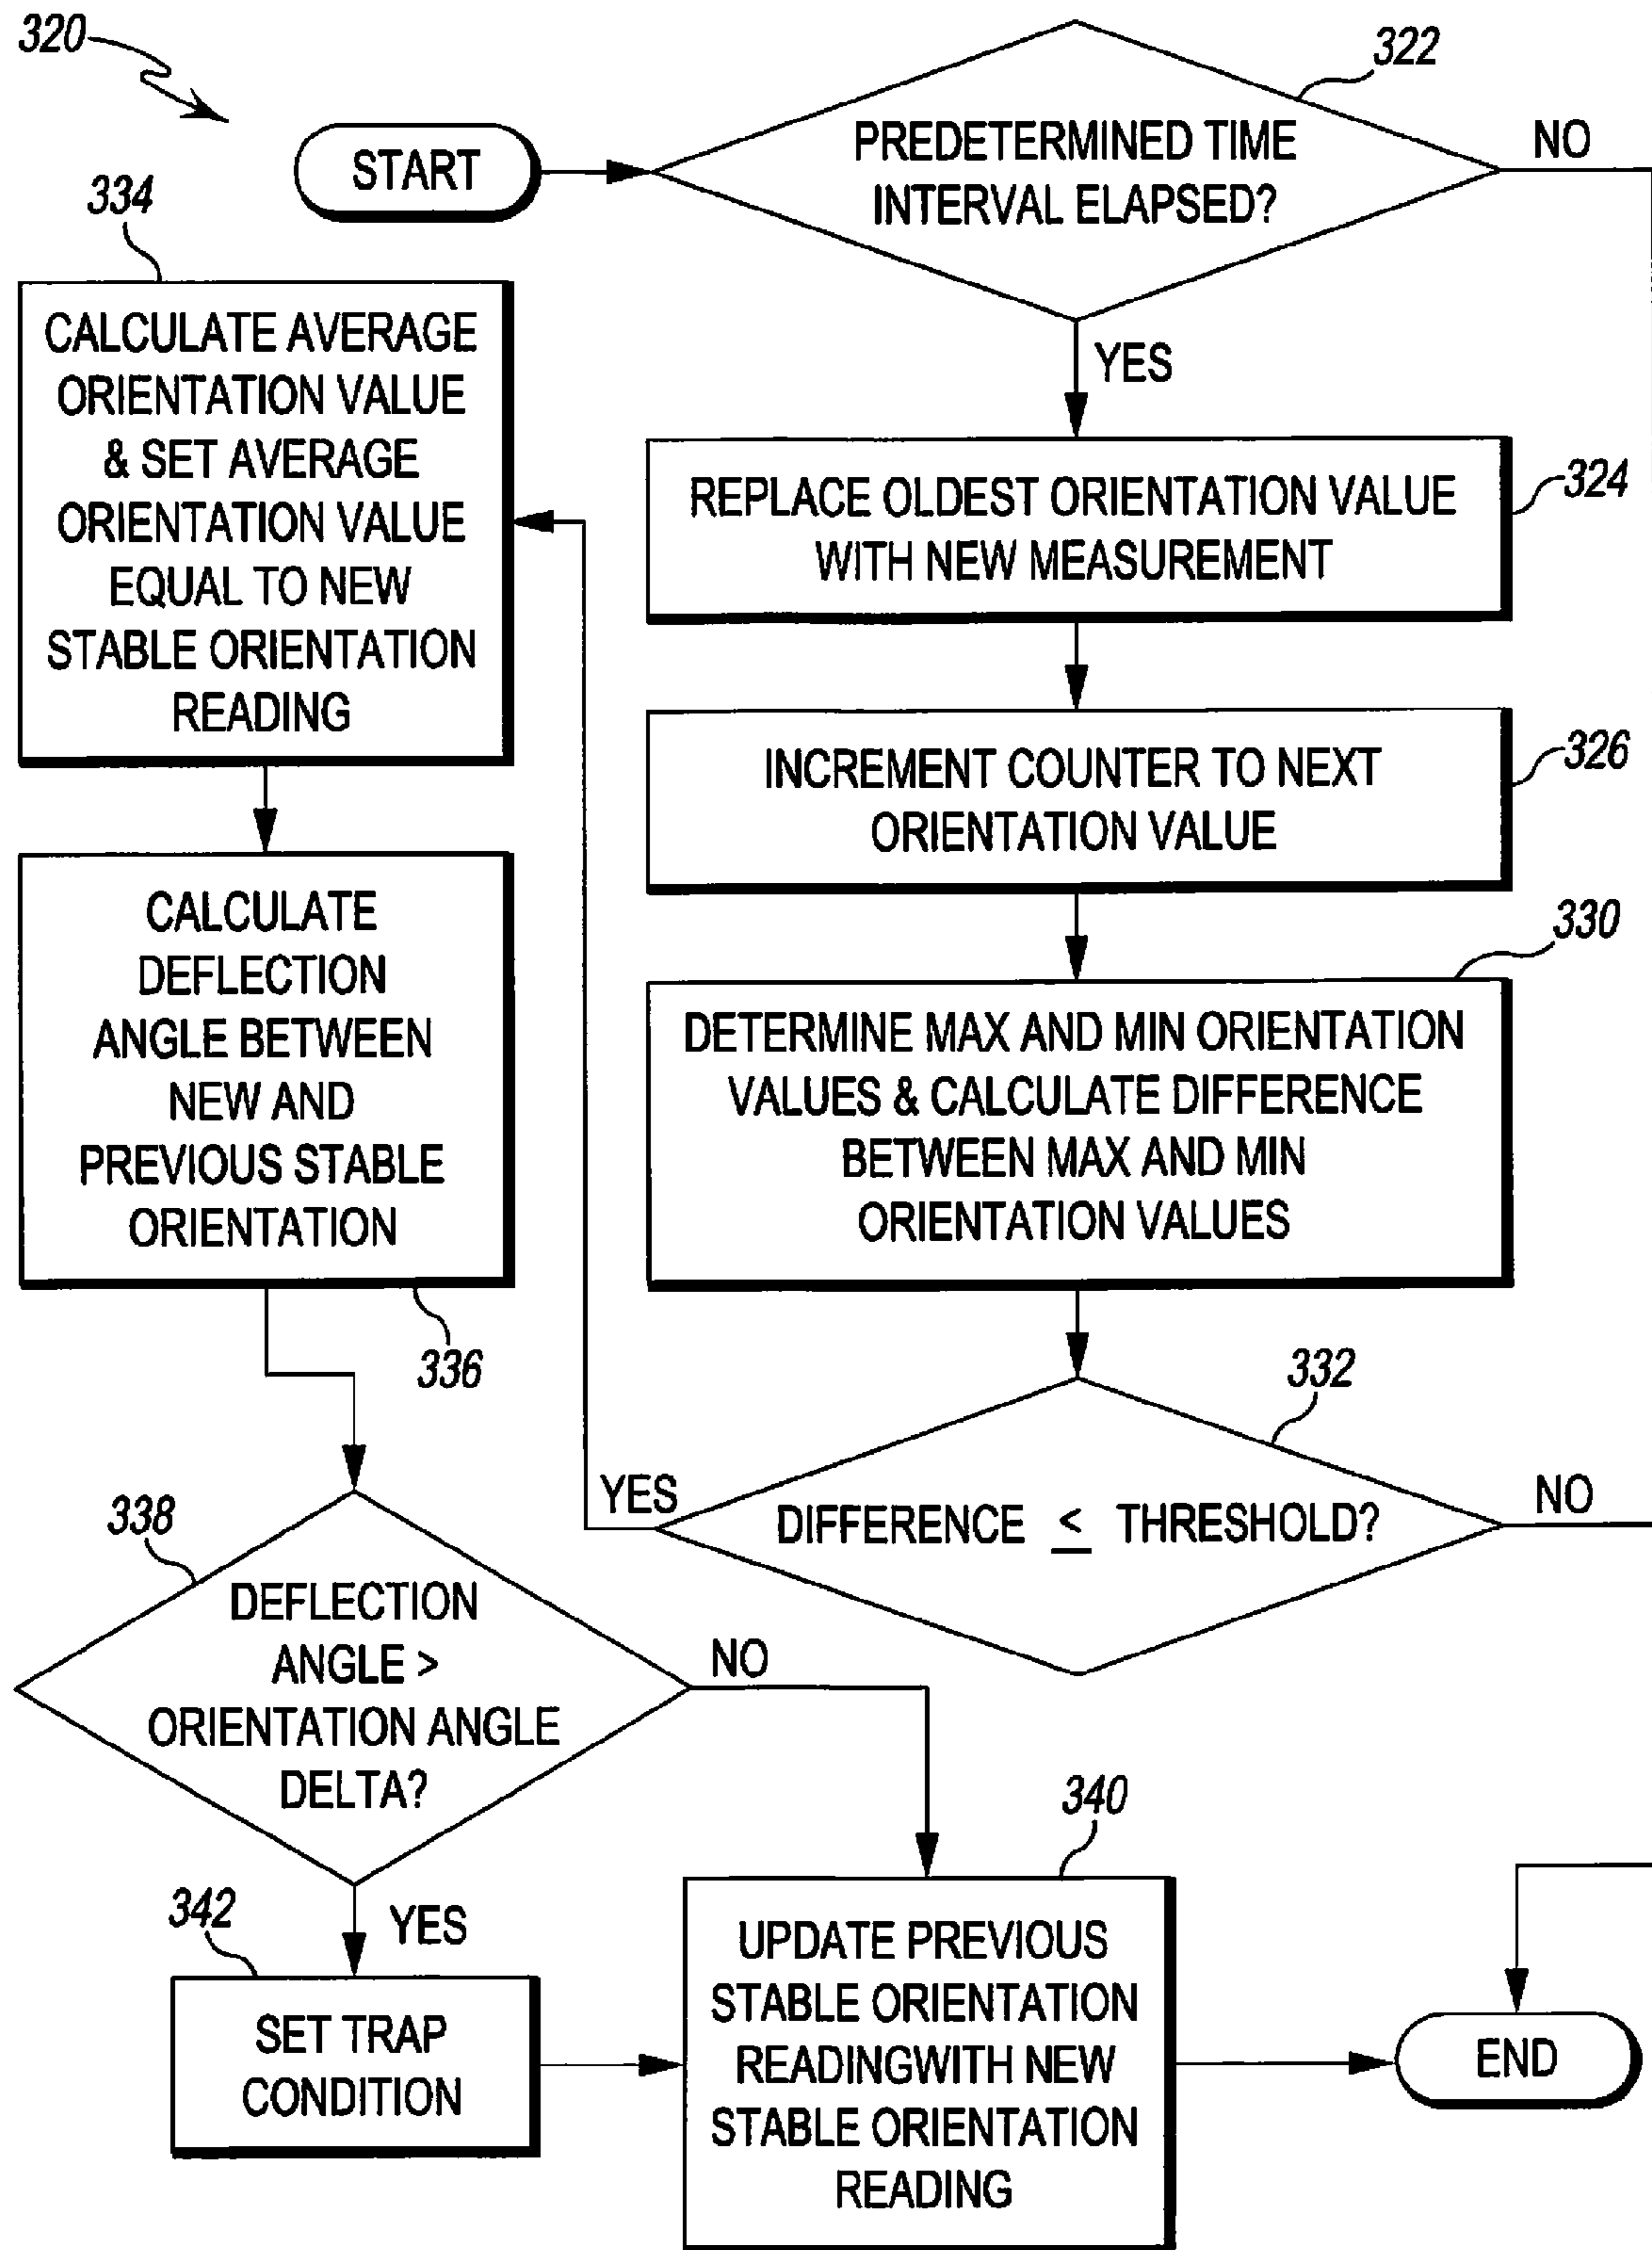 320
START
322
PREDETERMINED TIME
INTERVAL ELAPSED?
NO
YES
REPLACE OLDEST ORIENTATION VALUE
WITH NEW MEASUREMENT
324
INCREMENT COUNTER TO NEXT
ORIENTATION VALUE
326
330
DETERMINE MAX AND MIN ORIENTATION
VALUES & CALCULATE DIFFERENCE
BETWEEN MAX AND MIN
ORIENTATION VALUES
332
DIFFERENCE ≤ THRESHOLD?
YES
NO
334
CALCULATE AVERAGE
ORIENTATION VALUE
& SET AVERAGE
ORIENTATION VALUE
EQUAL TO NEW
STABLE ORIENTATION
READING
CALCULATE
DEFLECTION
ANGLE BETWEEN
NEW AND
PREVIOUS STABLE
ORIENTATION
336
338
DEFLECTION
ANGLE >
ORIENTATION ANGLE
DELTA?
NO
YES
342
SET TRAP
CONDITION
340
UPDATE PREVIOUS
STABLE ORIENTATION
READINGWITH NEW
STABLE ORIENTATION
READING
END